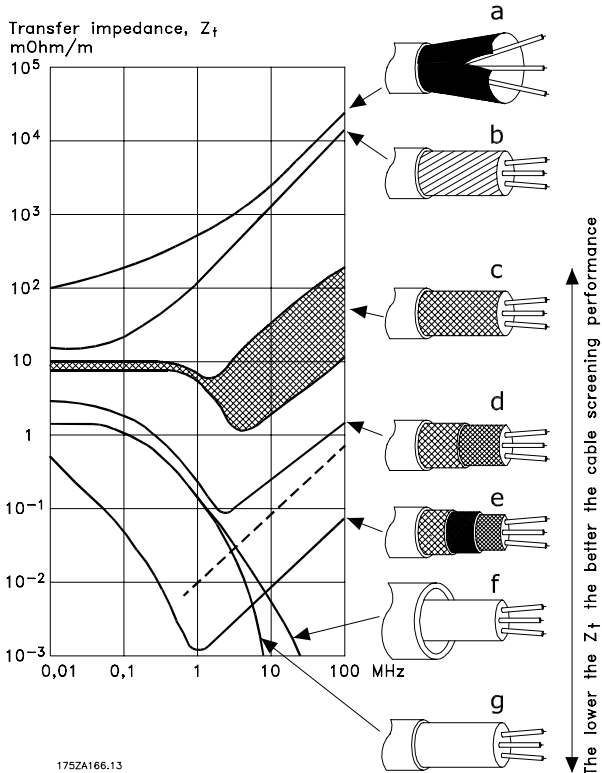 Transfer impedance, Zt
mOhm/m
10⁵
10⁴
10³
10²
10
1
10⁻¹
10⁻²
10⁻³
0,01 0,1 1 10 100 MHz
a
b
c
d
e
f
g
The lower the Zt the better the cable screening performance
175ZA166.13